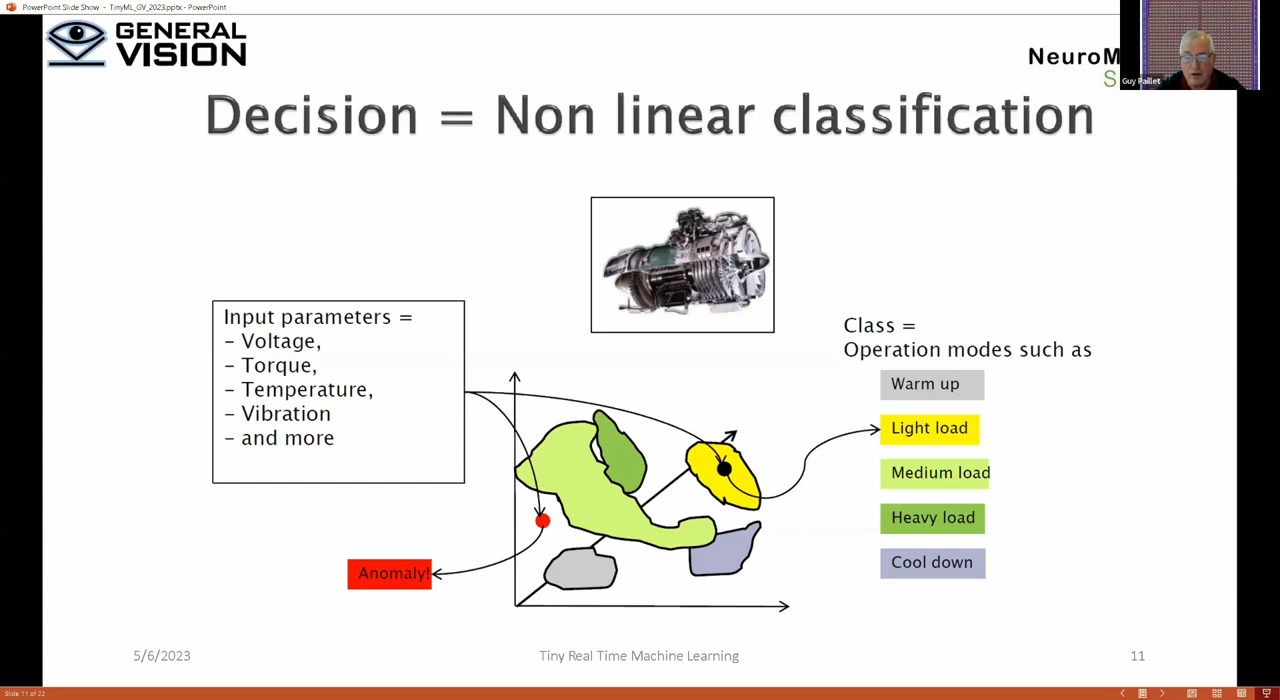 PowerPoint Slide Show - TinyML_GV_2023.pptx - PowerPoint
GENERAL
VISION
NeuroM
S
Guy Paillet
Decision = Non linear classification
Input parameters =
- Voltage,
- Torque,
- Temperature,
- Vibration
- and more
Class =
Operation modes such as
Warm up
Light load
Medium load
Heavy load
Cool down
Anomaly!
5/6/2023
Tiny Real Time Machine Learning
11
Slide 11 of 22